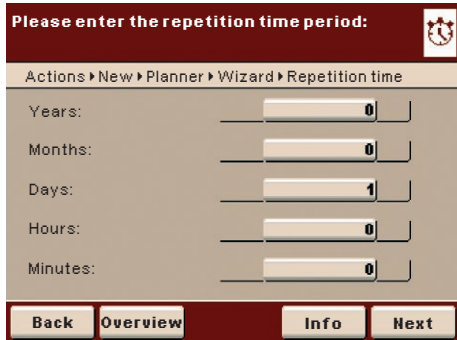 Please enter the repetition time period:
Actions▸New▸Planner▸Wizard▸Repetition time
Years: 0
Months: 0
Days: 1
Hours: 0
Minutes: 0
Back Overview Info Next